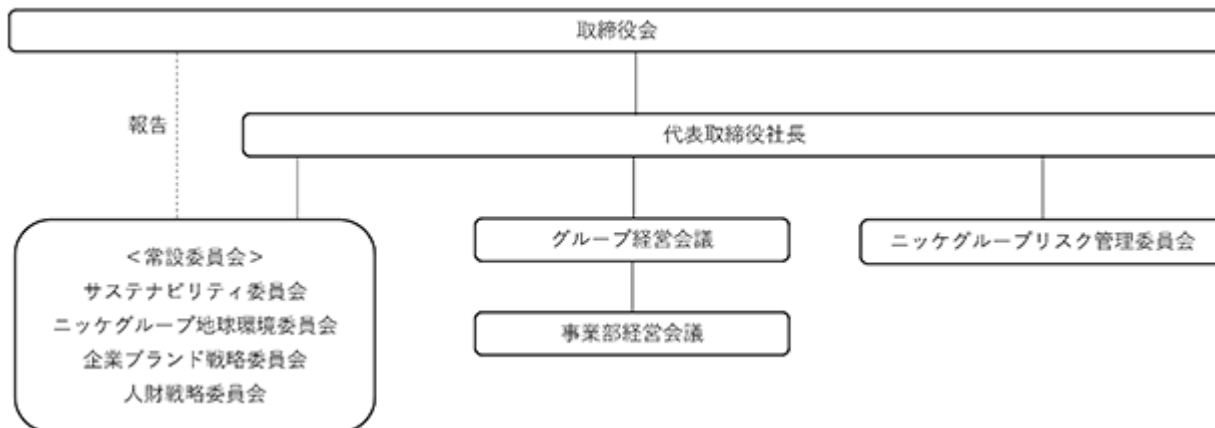 取締役会
報告
代表取締役社長
<常設委員会>
サステナビリティ委員会
ニッケグループ地球環境委員会
企業ブランド戦略委員会
人財戦略委員会
グループ経営会議
事業部経営会議
ニッケグループリスク管理委員会